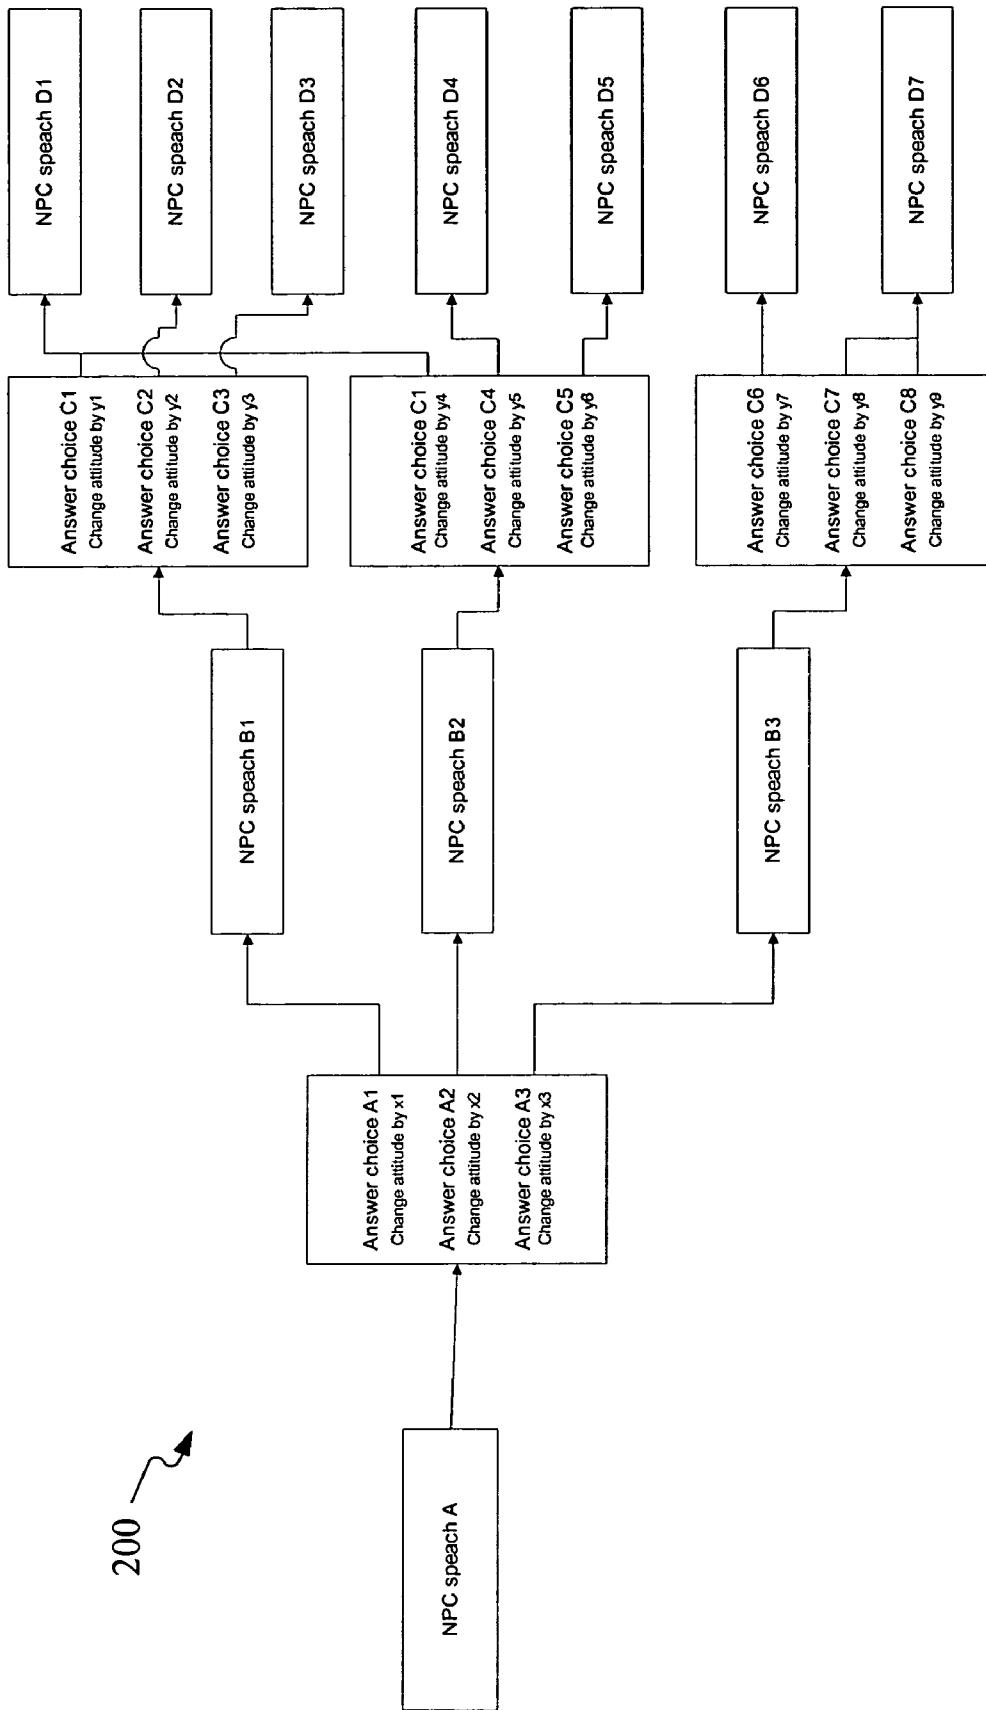 200
NPC speach A
Answer choice A1
Change attitude by x1
Answer choice A2
Change attitude by x2
Answer choice A3
Change attitude by x3
NPC speach B1
NPC speach B2
NPC speach B3
Answer choice C1
Change attitude by y1
Answer choice C2
Change attitude by y2
Answer choice C3
Change attitude by y3
Answer choice C1
Change attitude by y4
Answer choice C4
Change attitude by y5
Answer choice C5
Change attitude by y6
Answer choice C6
Change attitude by y7
Answer choice C7
Change attitude by y8
Answer choice C8
Change attitude by y9
NPC speach D1
NPC speach D2
NPC speach D3
NPC speach D4
NPC speach D5
NPC speach D6
NPC speach D7